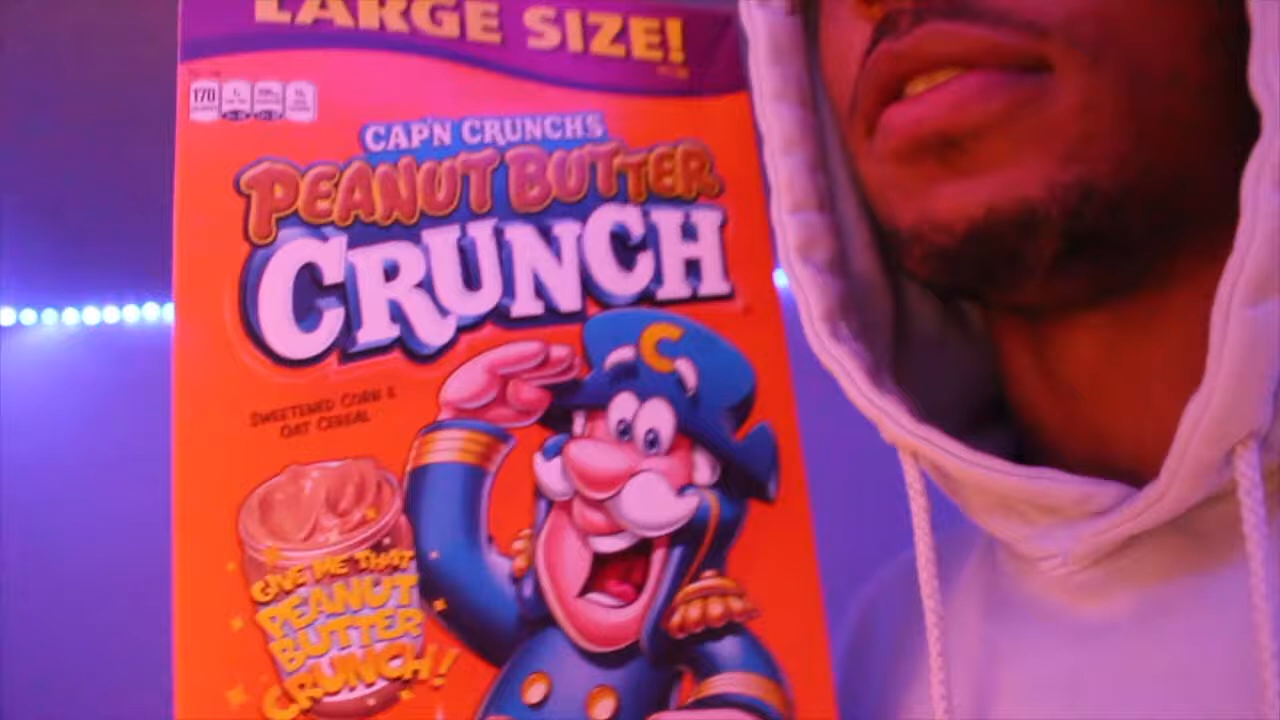 LARGE SIZE!
170
CAP'N CRUNCH'S
PEANUT BUTTER
CRUNCH
SWEETENED CORN &
OAT CEREAL
C
GIVE ME THAT
PEANUT
BUTTER
CRUNCH!